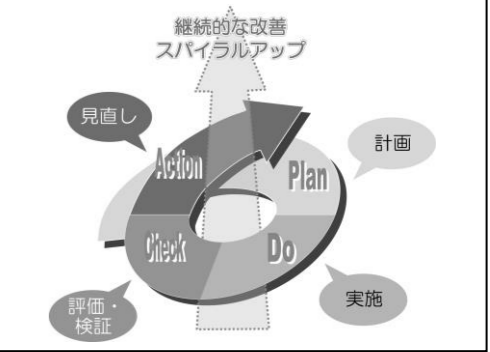 継続的な改善
スパイラルアップ
見直し
計画
Action
Plan
Check
Do
評価・
検証
実施